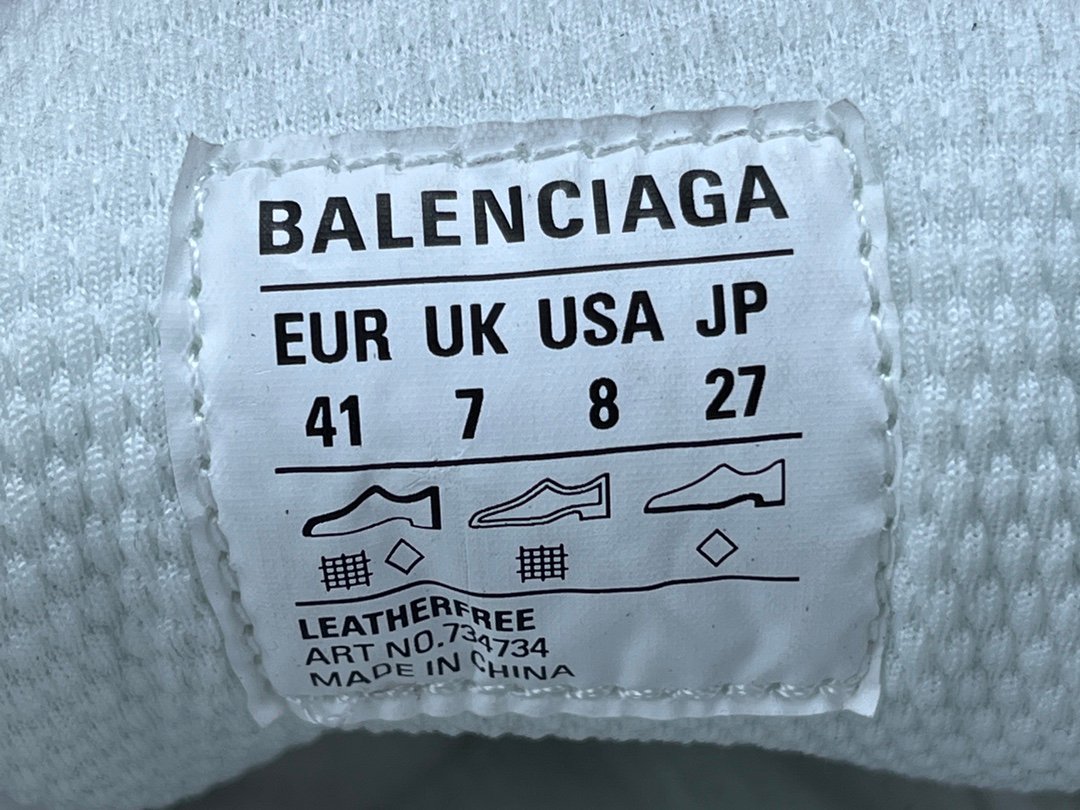 BALENCIAGA
EUR UK USA JP
41 7 8 27
LEATHERFREE
ART NO.734734
MADE IN CHINA